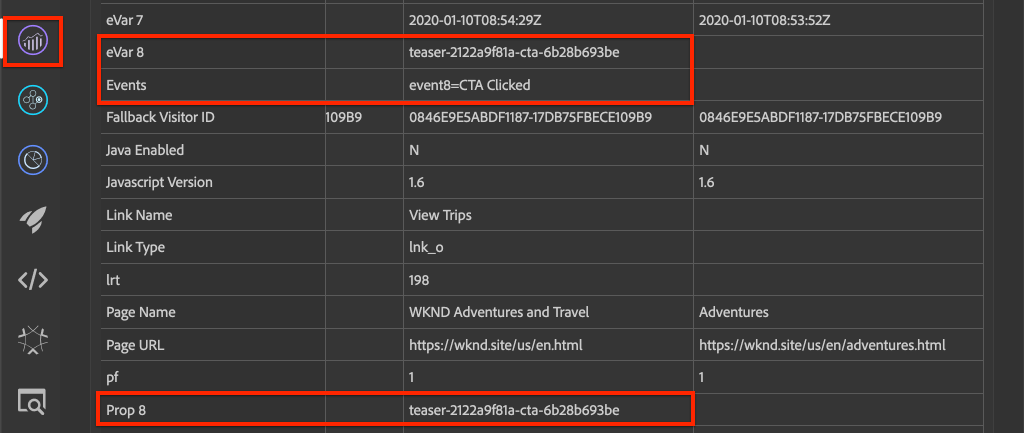 eVar 7 2020-01-10T08:54:29Z 2020-01-10T08:53:52Z
eVar 8 teaser-2122a9f81a-cta-6b28b693be
Events event8=CTA Clicked
Fallback Visitor ID 109B9 0846E9E5ABDF1187-17DB75FBECE109B9 0846E9E5ABDF1187-17DB75FBECE109B9
Java Enabled N N
Javascript Version 1.6 1.6
Link Name View Trips
Link Type lnk_o
lrt 198
Page Name WKND Adventures and Travel Adventures
Page URL https://wknd.site/us/en.html https://wknd.site/us/en/adventures.html
pf 1 1
Prop 8 teaser-2122a9f81a-cta-6b28b693be